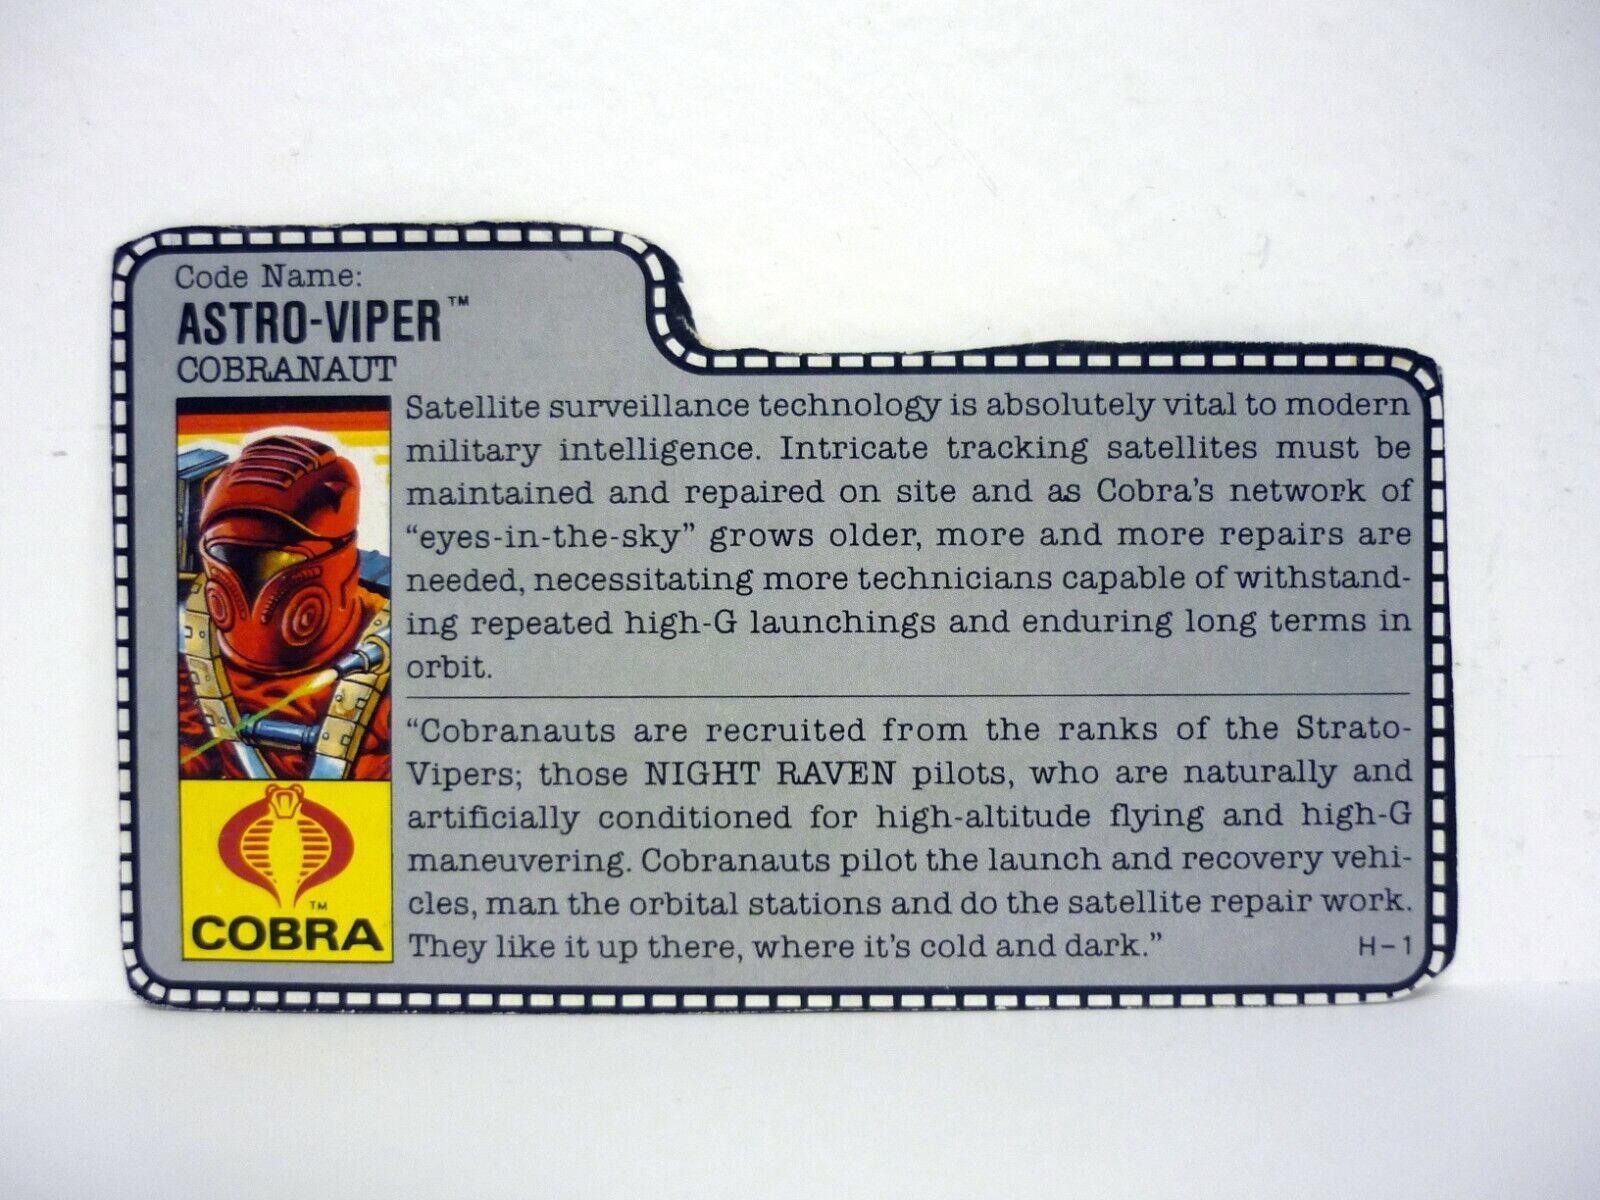 Code Name:
ASTRO-VIPER™
COBRANAUT
Satellite surveillance technology is absolutely vital to modern
military intelligence. Intricate tracking satellites must be
maintained and repaired on site and as Cobra's network of
“eyes-in-the-sky” grows older, more and more repairs are
needed, necessitating more technicians capable of withstand-
ing repeated high-G launchings and enduring long terms in
orbit.
“Cobranauts are recruited from the ranks of the Strato-
Vipers; those NIGHT RAVEN pilots, who are naturally and
artificially conditioned for high-altitude flying and high-G
maneuvering. Cobranauts pilot the launch and recovery vehi-
cles, man the orbital stations and do the satellite repair work.
They like it up there, where it's cold and dark.”
H-1
TM
COBRA